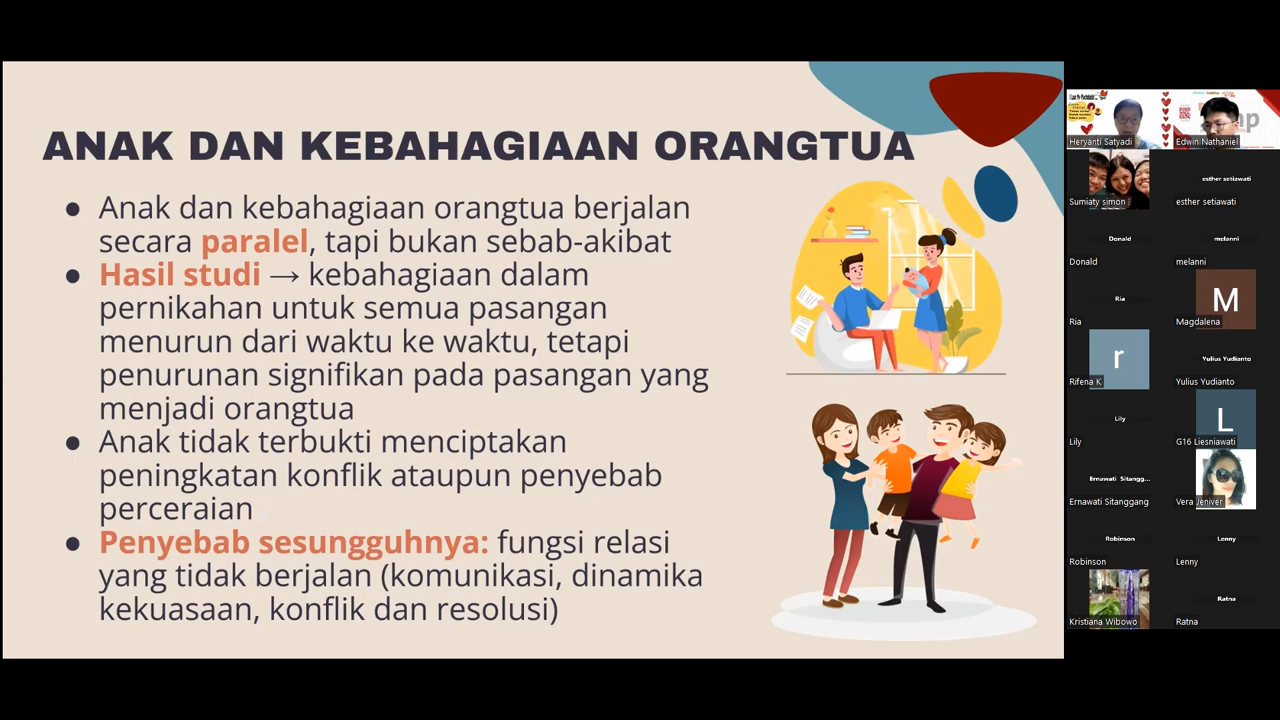 ANAK DAN KEBAHAGIAAN ORANGTUA
● Anak dan kebahagiaan orangtua berjalan
secara paralel, tapi bukan sebab-akibat
● Hasil studi → kebahagiaan dalam
pernikahan untuk semua pasangan
menurun dari waktu ke waktu, tetapi
penurunan signifikan pada pasangan yang
menjadi orangtua
● Anak tidak terbukti menciptakan
peningkatan konflik ataupun penyebab
perceraian
● Penyebab sesungguhnya: fungsi relasi
yang tidak berjalan (komunikasi, dinamika
kekuasaan, konflik dan resolusi)
Heryanti Satyadi
Edwin Nathaniel
Sumiaty simon
esther setiawati
esther setiawati
Donald
Donald
melanni
melanni
Ria
Ria
M
Magdalena
r
Rifena K
Yulius Yudianto
Yulius Yudianto
Lily
Lily
L
G16 Liesniawati
Ernawati Sitangg...
Ernawati Sitanggang
Vera Jeniver
Robinson
Robinson
Lenny
Lenny
Kristiana Wibowo
Ratna
Ratna